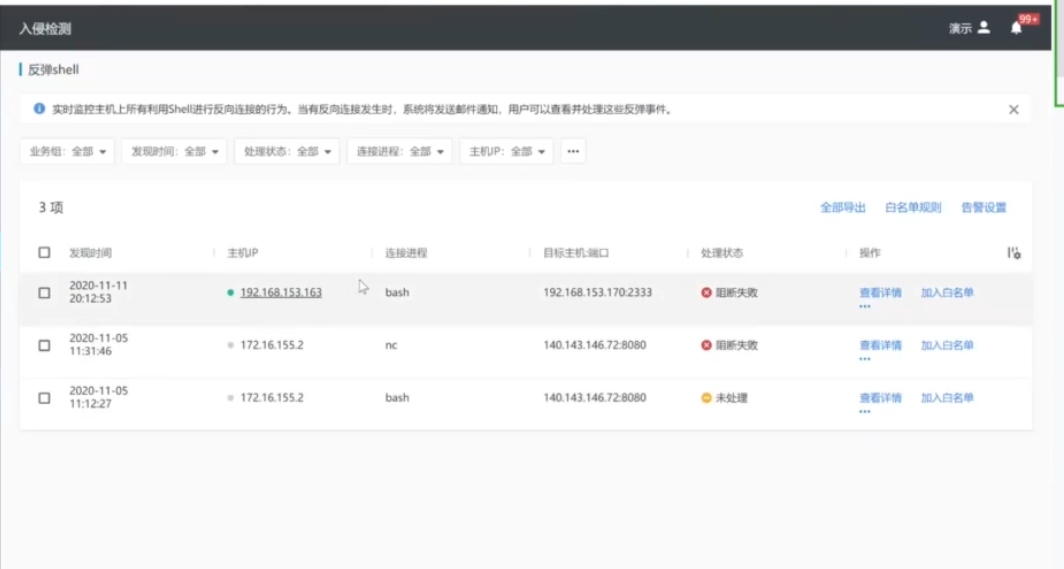 入侵检测
演示
99+
反弹shell
实时监控主机上所有利用Shell进行反向连接的行为。当有反向连接发生时，系统将发送邮件通知，用户可以查看并处理这些反弹事件。
业务组：全部 发现时间：全部 处理状态：全部 连接进程：全部 主机IP：全部
3 项
全部导出 白名单规则 告警设置
发现时间 主机IP 连接进程 目标主机:端口 处理状态 操作
2020-11-11
20:12:53
192.168.153.163 bash 192.168.153.170:2333 阻断失败 查看详情 加入白名单
2020-11-05
11:31:46
172.16.155.2 nc 140.143.146.72:8080 阻断失败 查看详情 加入白名单
2020-11-05
11:12:27
172.16.155.2 bash 140.143.146.72:8080 未处理 查看详情 加入白名单